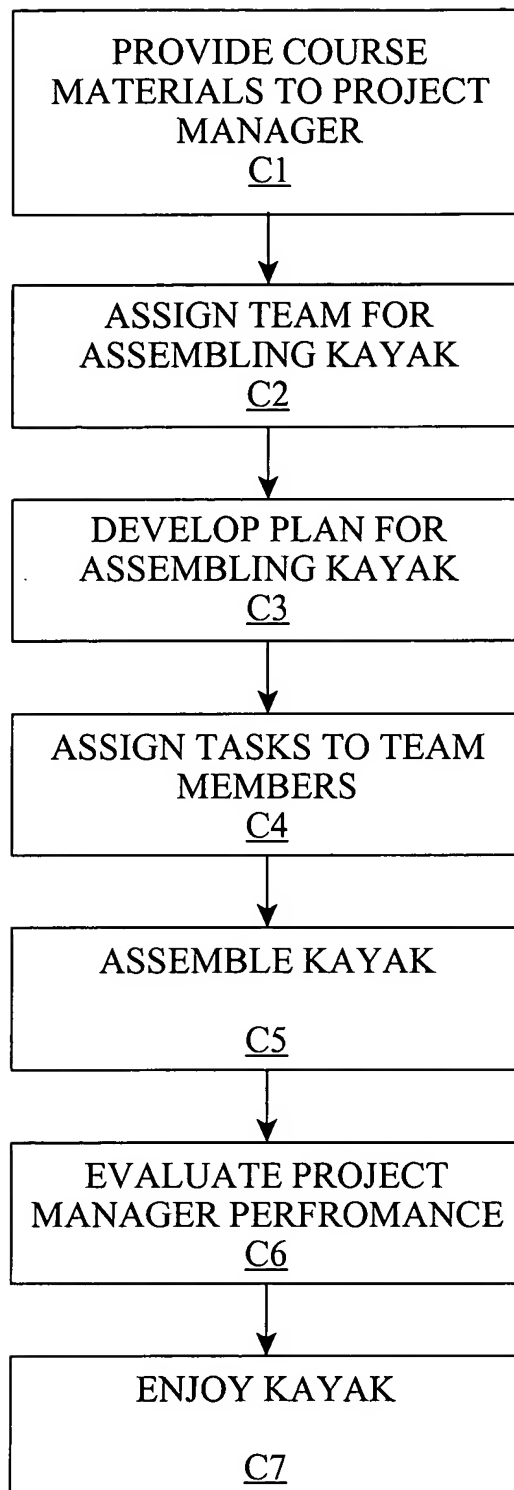 PROVIDE COURSE
MATERIALS TO PROJECT
MANAGER
C1
ASSIGN TEAM FOR
ASSEMBLING KAYAK
C2
DEVELOP PLAN FOR
ASSEMBLING KAYAK
C3
ASSIGN TASKS TO TEAM
MEMBERS
C4
ASSEMBLE KAYAK
C5
EVALUATE PROJECT
MANAGER PERFROMANCE
C6
ENJOY KAYAK
C7